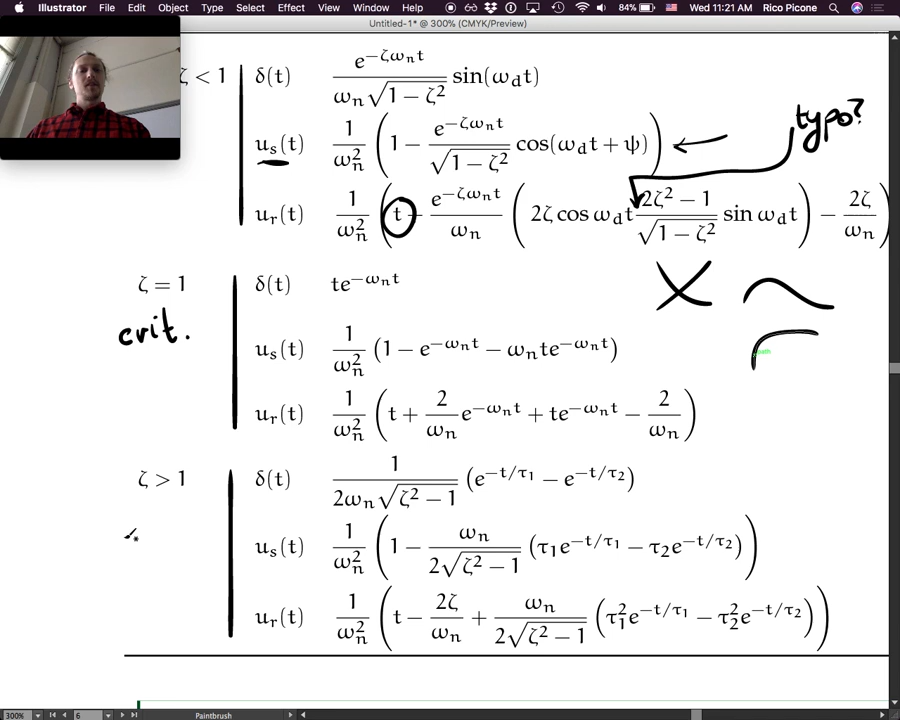 Illustrator File Edit Object Type Select Effect View Window Help 84% Wed 11:21 AM Rico Picone
Untitled-1* @ 300% (CMYK/Preview)
ζ < 1 δ(t) e^{−ζω_n t} / (ω_n √(1 − ζ²)) sin(ω_d t)
typo?
u_s(t) 1/ω_n² (1 − e^{−ζω_n t} / √(1 − ζ²) cos(ω_d t + ψ))
u_r(t) 1/ω_n² (t + e^{−ζω_n t} / ω_n (2ζ cos ω_d t (2ζ² − 1) / √(1 − ζ²) sin ω_d t) − 2ζ/ω_n
ζ = 1 δ(t) te^{−ω_n t}
crit.
u_s(t) 1/ω_n² (1 − e^{−ω_n t} − ω_n te^{−ω_n t})
path
u_r(t) 1/ω_n² (t + 2/ω_n e^{−ω_n t} + te^{−ω_n t} − 2/ω_n)
ζ > 1 δ(t) 1 / (2ω_n √(ζ² − 1)) (e^{−t/τ_1} − e^{−t/τ_2})
u_s(t) 1/ω_n² (1 − ω_n / (2√(ζ² − 1)) (τ_1 e^{−t/τ_1} − τ_2 e^{−t/τ_2}))
u_r(t) 1/ω_n² (t − 2ζ/ω_n + ω_n / (2√(ζ² − 1)) (τ_1² e^{−t/τ_1} − τ_2² e^{−t/τ_2}))
300% 6 Paintbrush